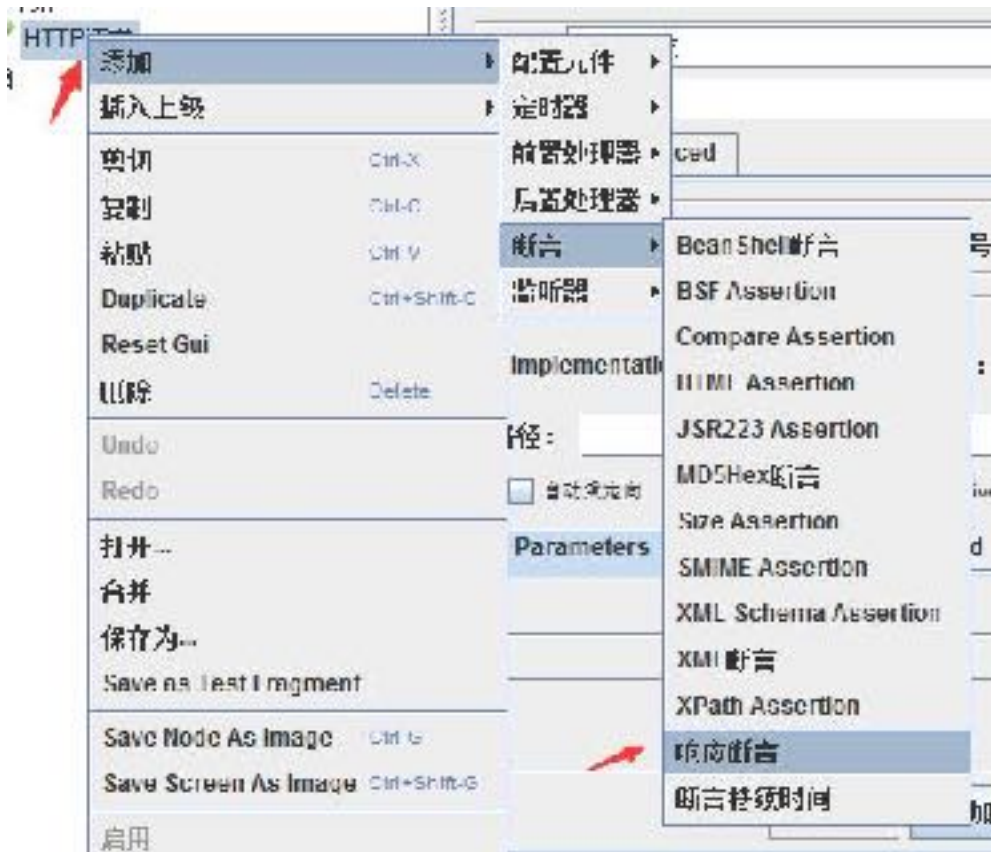 HTTP
添加
插入上级
剪切 Ctrl-X
复制 Ctrl-C
粘贴 Ctrl-V
Duplicate Ctrl+Shift-C
Reset Gui
删除 Delete
Undo
Redo
打开...
合并
保存为...
Save as Test Fragment
Save Node As Image Ctrl-G
Save Screen As Image Ctrl+Shift-G
启用
配置元件
定时器
前置处理器
后置处理器
断言
监听器
ced
号
Implementati
径：
自动重定向
Parameters
d
BeanShell断言
BSF Assertion
Compare Assertion
HTML Assertion
JSR223 Assertion
MD5Hex断言
Size Assertion
SMIME Assertion
XML Schema Assertion
XML断言
XPath Assertion
响应断言
断言持续时间
加